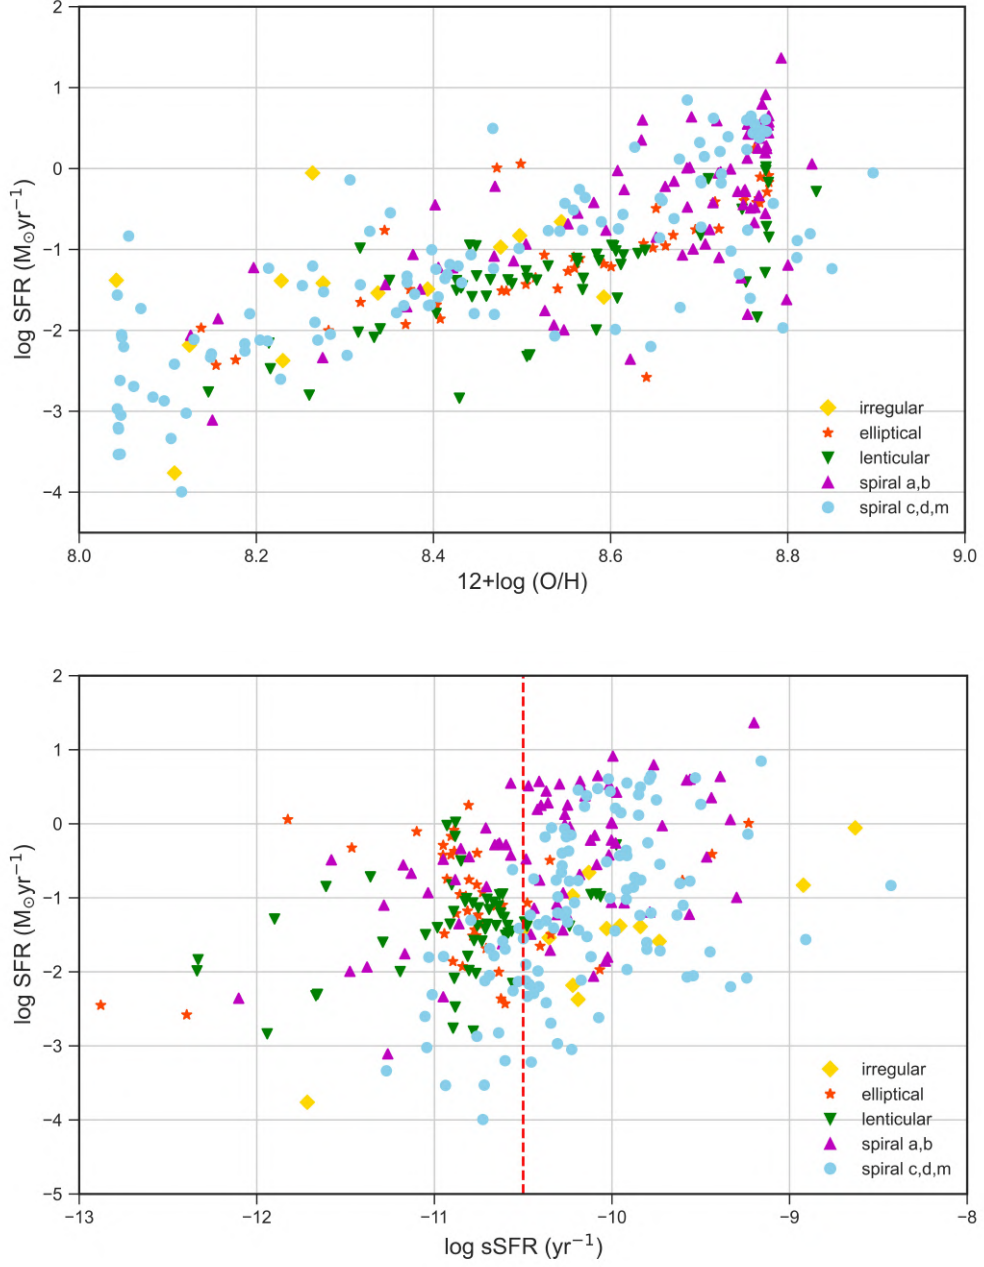 2
1
0
−1
−2
−3
−4
log SFR (M⊙yr⁻¹)
irregular
elliptical
lenticular
spiral a,b
spiral c,d,m
8.0 8.2 8.4 8.6 8.8 9.0
12+log (O/H)
2
1
0
−1
−2
−3
−4
−5
log SFR (M⊙yr⁻¹)
irregular
elliptical
lenticular
spiral a,b
spiral c,d,m
−13 −12 −11 −10 −9 −8
log sSFR (yr⁻¹)